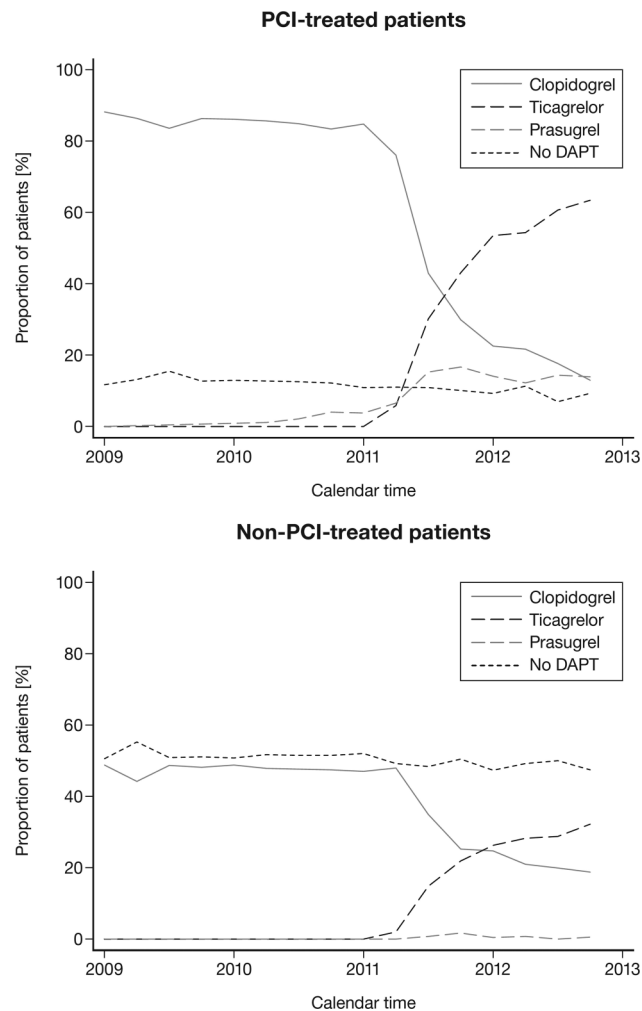 PCI-treated patients
100
80
60
40
20
0
Proportion of patients [%]
Clopidogrel
Ticagrelor
Prasugrel
No DAPT
2009 2010 2011 2012 2013
Calendar time
Non-PCI-treated patients
100
80
60
40
20
0
Proportion of patients [%]
Clopidogrel
Ticagrelor
Prasugrel
No DAPT
2009 2010 2011 2012 2013
Calendar time